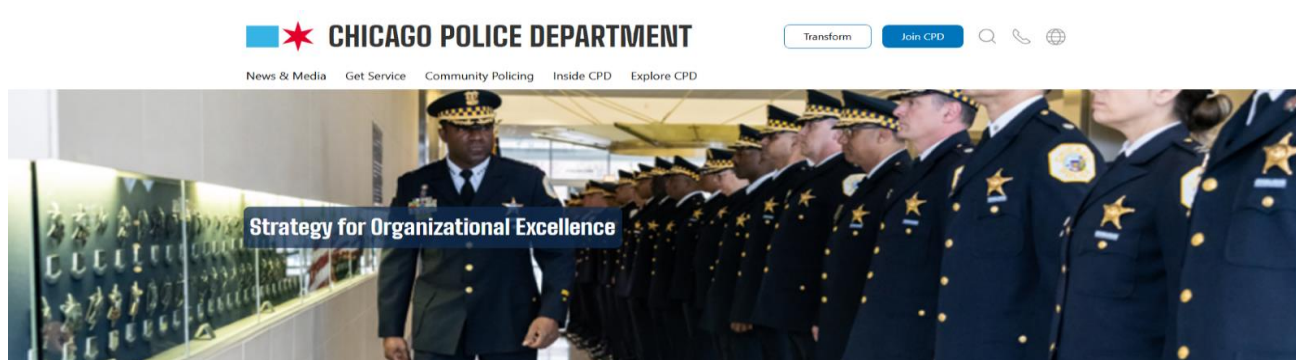 CHICAGO POLICE DEPARTMENT
Transform
Join CPD
News & Media Get Service Community Policing Inside CPD Explore CPD
Strategy for Organizational Excellence